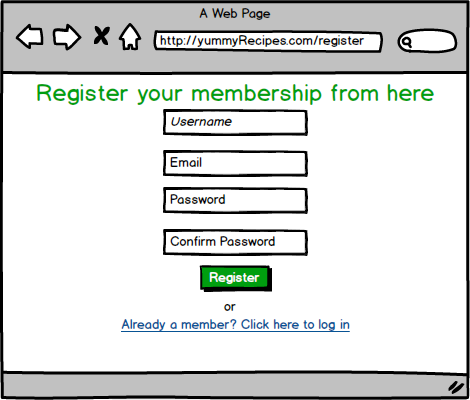 A Web Page
http://yummyRecipes.com/register
Register your membership from here
Username
Email
Password
Confirm Password
Register
or
Already a member? Click here to log in